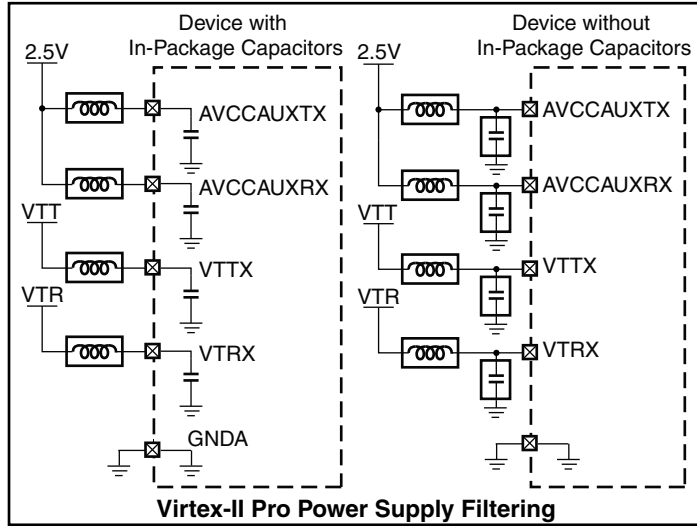 Device with
In-Package Capacitors
2.5V
AVCCAUXTX
AVCCAUXRX
VTT
VTTX
VTR
VTRX
GNDA
Device without
In-Package Capacitors
2.5V
AVCCAUXTX
AVCCAUXRX
VTT
VTTX
VTR
VTRX
Virtex-II Pro Power Supply Filtering